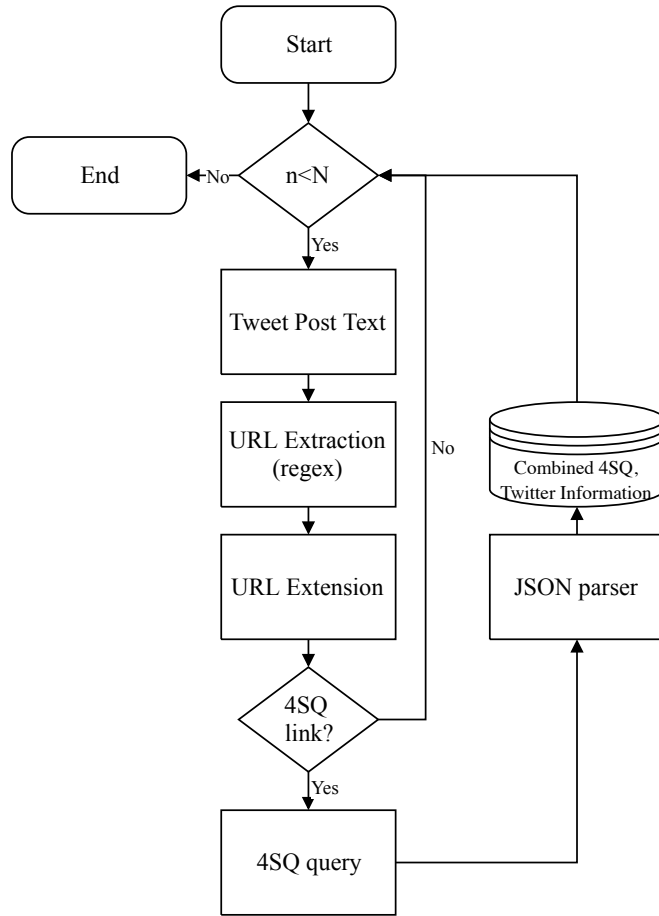 Start
End
No
n<N
Yes
Tweet Post Text
URL Extraction
(regex)
No
Combined 4SQ,
Twitter Information
URL Extension
JSON parser
4SQ
link?
Yes
4SQ query